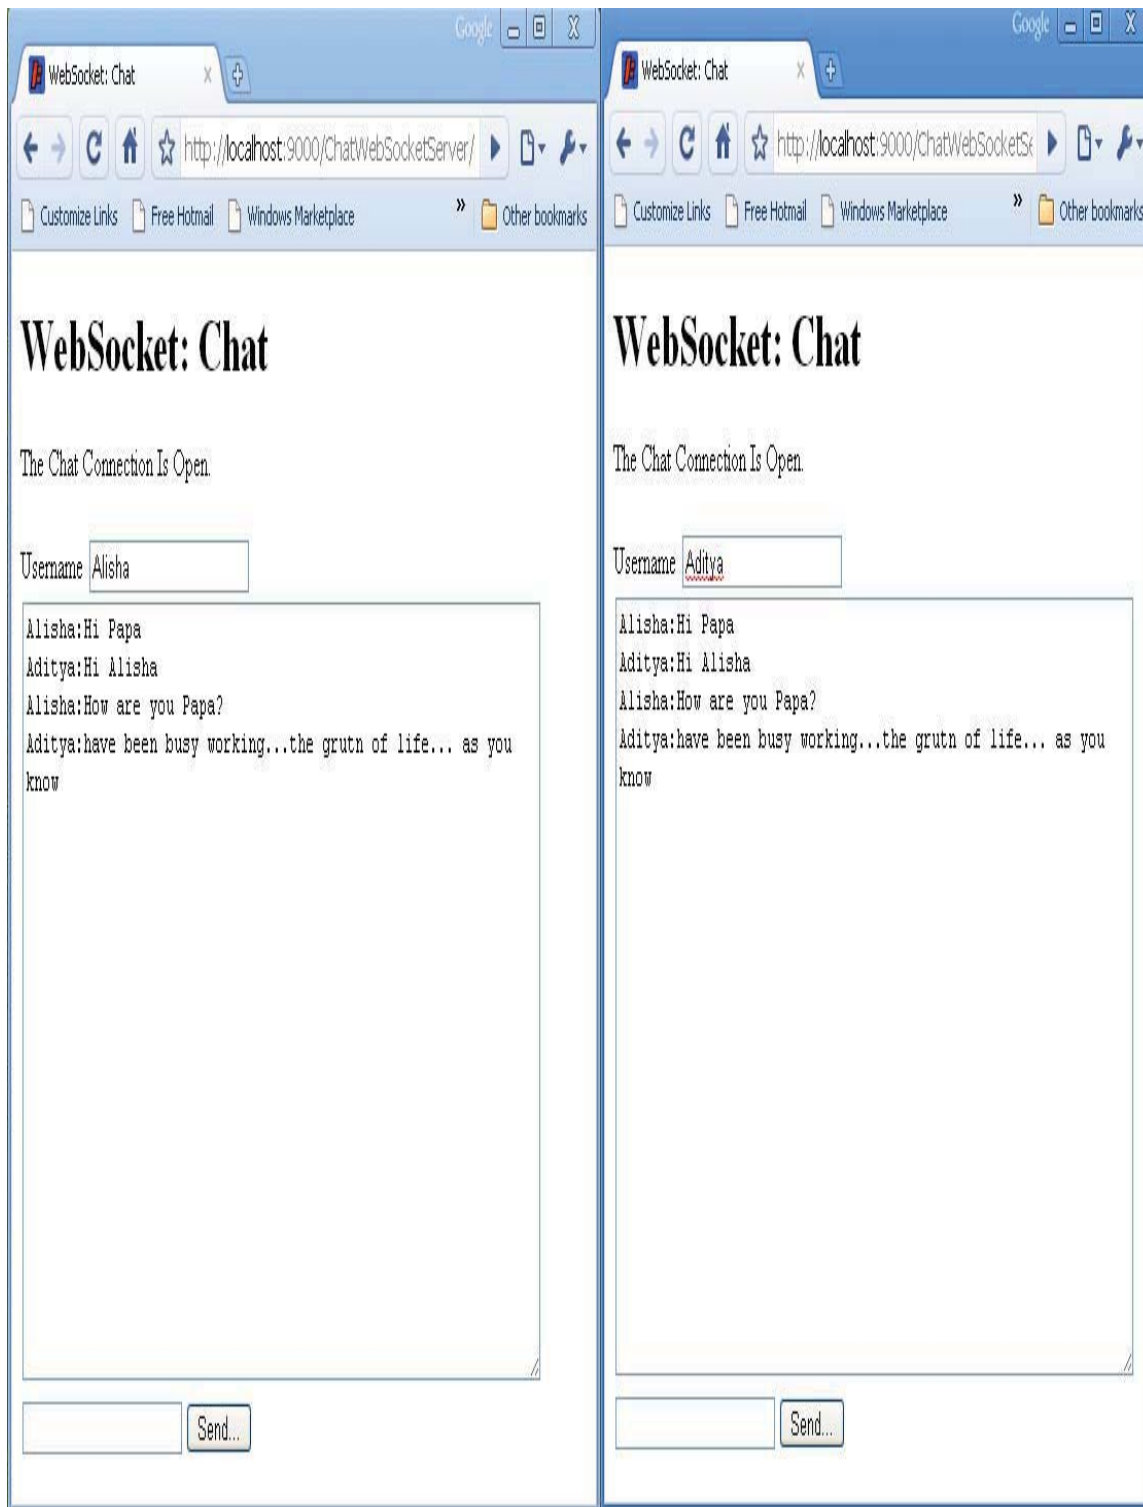 Google
WebSocket: Chat
http://localhost:9000/ChatWebSocketServer/
Customize Links Free Hotmail Windows Marketplace » Other bookmarks
WebSocket: Chat
The Chat Connection Is Open.
Username Alisha
Alisha:Hi Papa
Aditya:Hi Alisha
Alisha:How are you Papa?
Aditya:have been busy working...the grutn of life... as you
know
Send...
Google
WebSocket: Chat
http://localhost:9000/ChatWebSocketSe
Customize Links Free Hotmail Windows Marketplace » Other bookmarks
WebSocket: Chat
The Chat Connection Is Open.
Username Aditya
Alisha:Hi Papa
Aditya:Hi Alisha
Alisha:How are you Papa?
Aditya:have been busy working...the grutn of life... as you
know
Send...